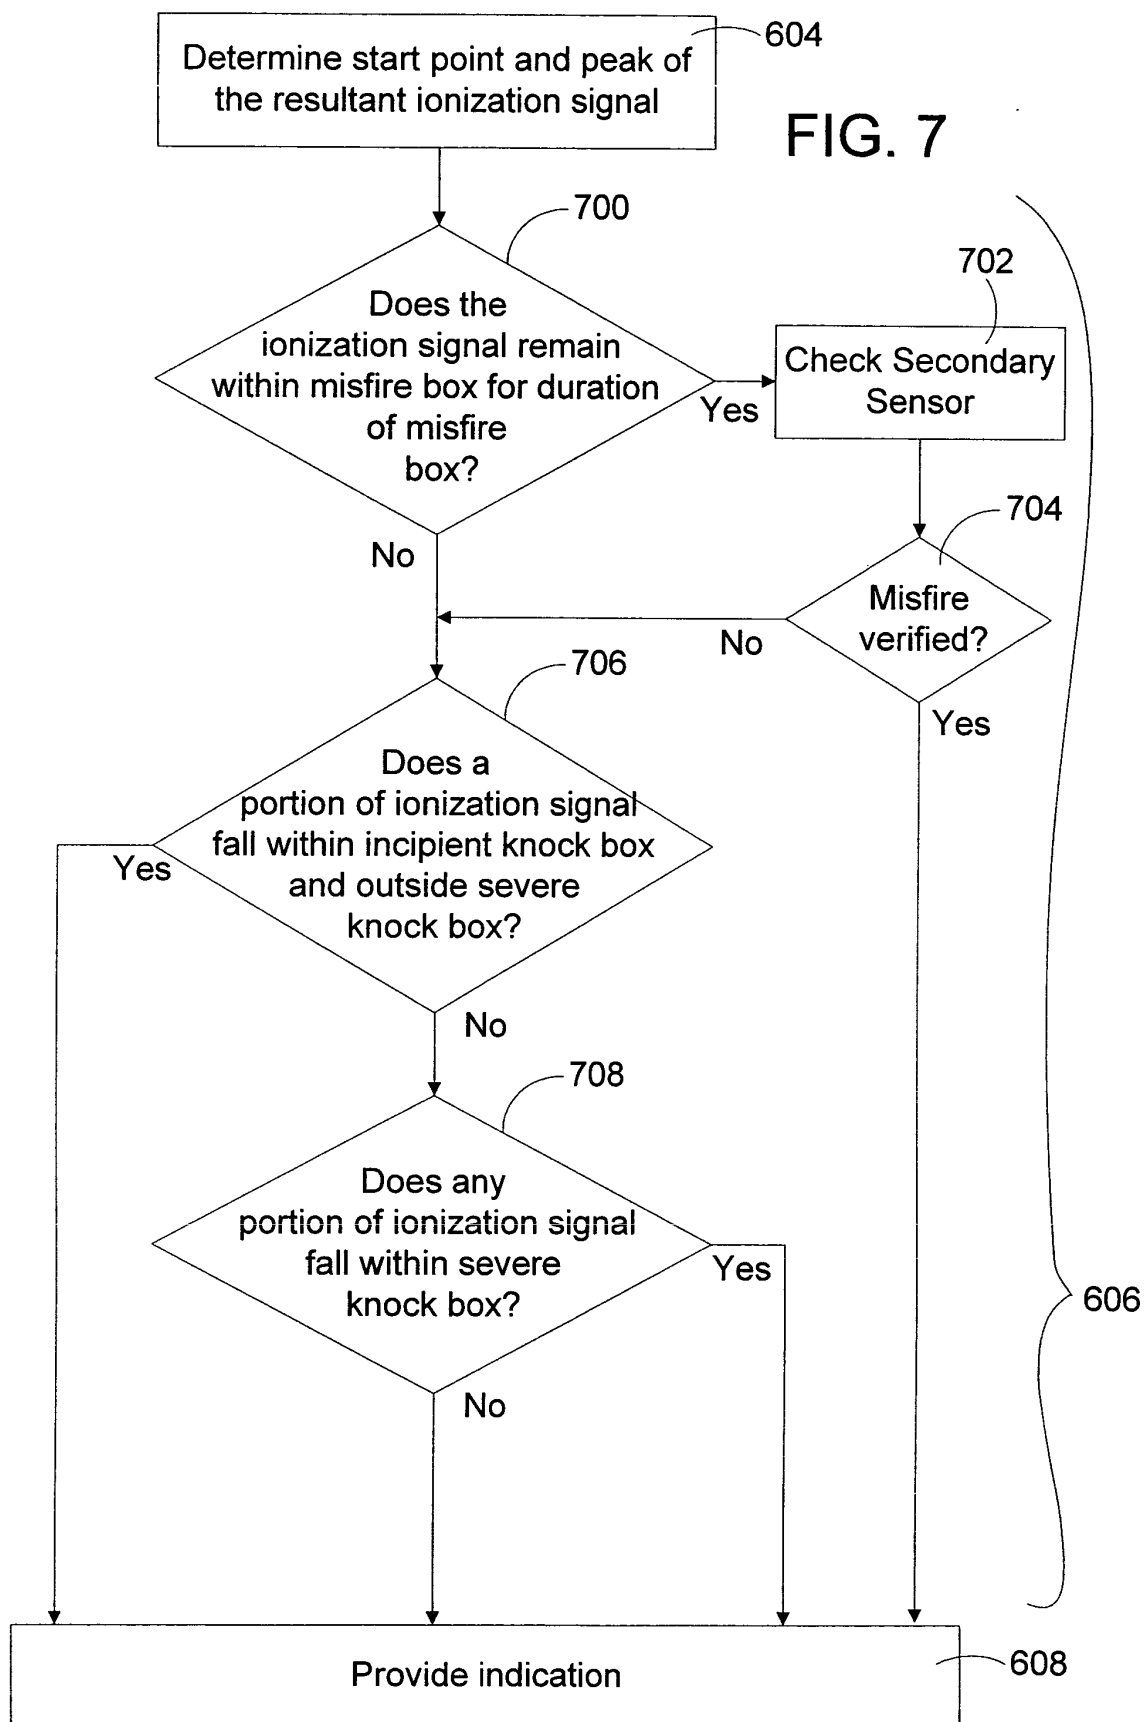 604
Determine start point and peak of
the resultant ionization signal
FIG. 7
700
Does the
ionization signal remain
within misfire box for duration
of misfire
box?
Yes
702
Check Secondary
Sensor
No
704
Misfire
verified?
No
Yes
706
Does a
portion of ionization signal
fall within incipient knock box
and outside severe
knock box?
Yes
No
708
Does any
portion of ionization signal
fall within severe
knock box?
Yes
No
606
Provide indication
608